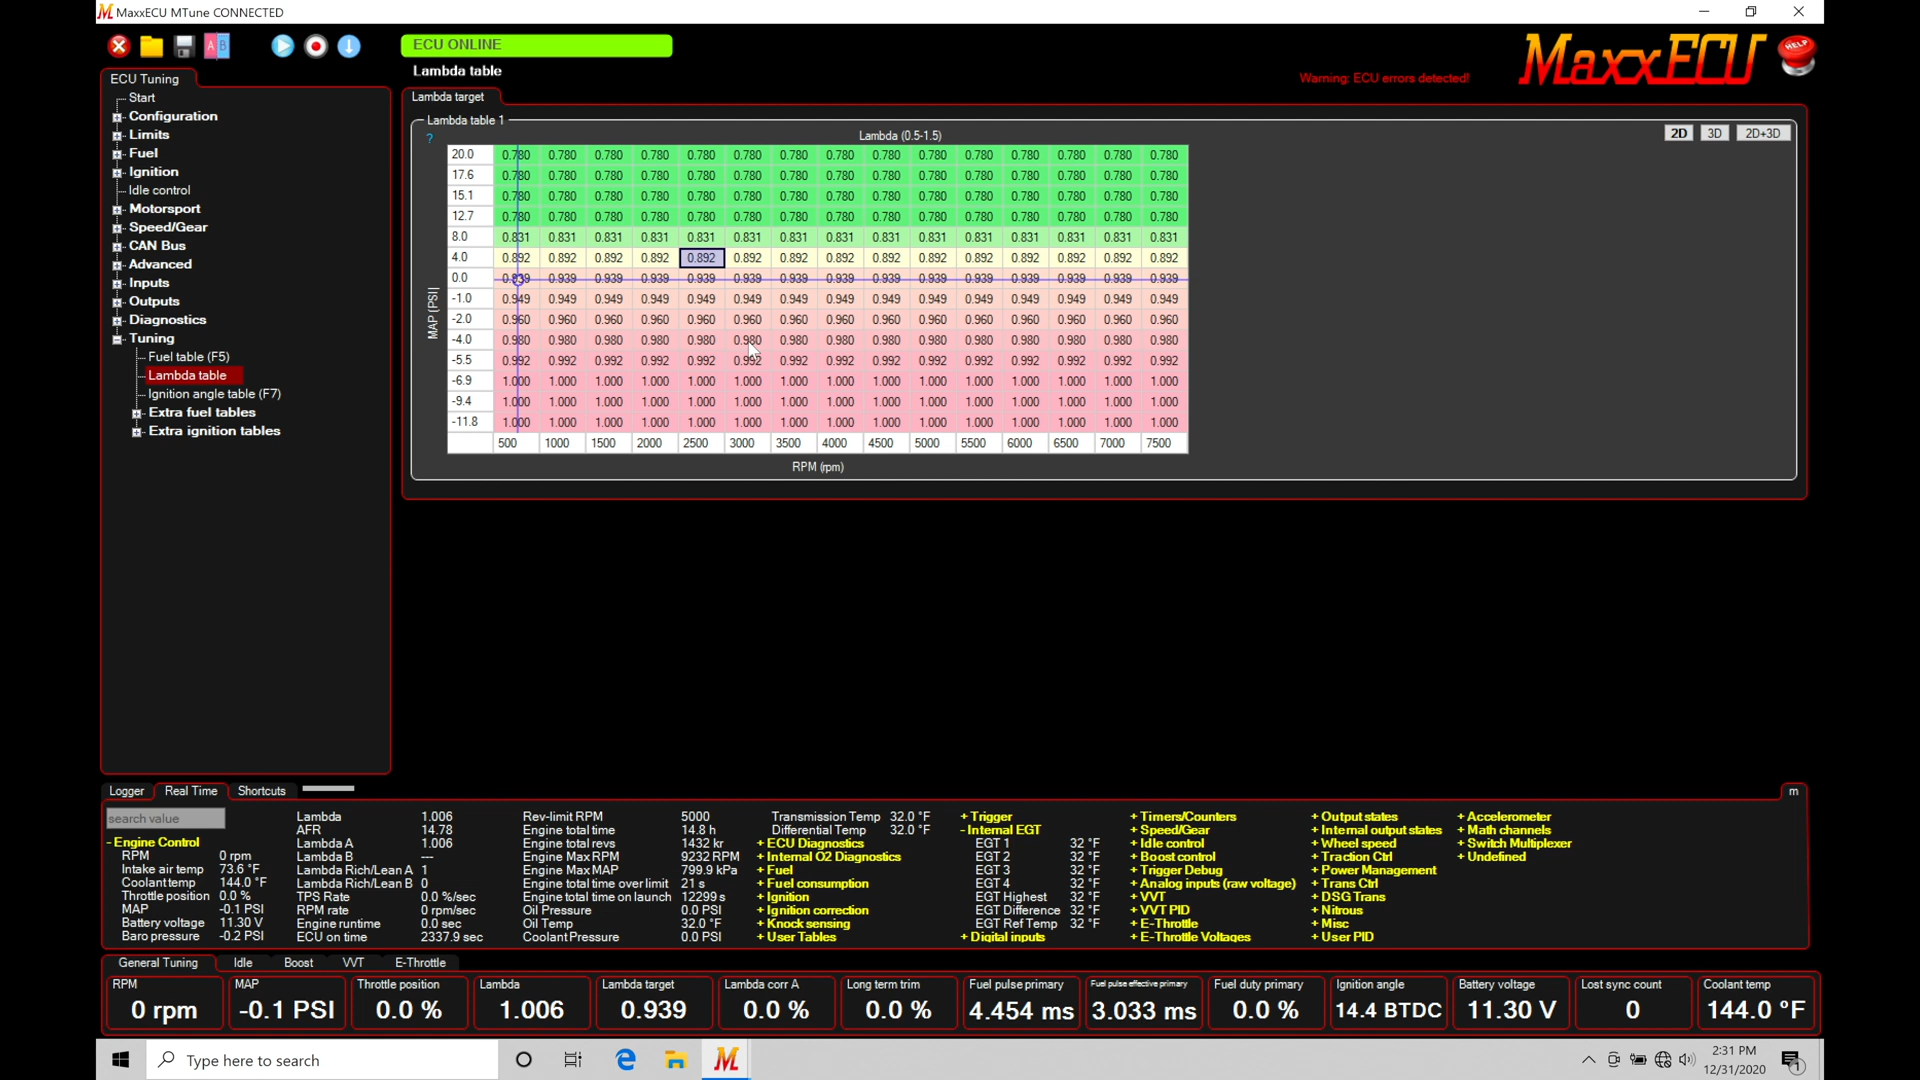 MaxxECU MTune CONNECTED
A B
ECU ONLINE
Lambda table
Warning: ECU errors detected!
MaxxECU
HELP
ECU Tuning
Start
Configuration
Limits
Fuel
Ignition
Idle control
Motorsport
Speed/Gear
CAN Bus
Advanced
Inputs
Outputs
Diagnostics
Tuning
Fuel table (F5)
Lambda table
Ignition angle table (F7)
Extra fuel tables
Extra ignition tables
Lambda target
Lambda table 1
?
Lambda (0.5-1.5)
2D 3D 2D+3D
MAP [PSI]
20.0 0.780 0.780 0.780 0.780 0.780 0.780 0.780 0.780 0.780 0.780 0.780 0.780 0.780 0.780 0.780
17.6 0.780 0.780 0.780 0.780 0.780 0.780 0.780 0.780 0.780 0.780 0.780 0.780 0.780 0.780 0.780
15.1 0.780 0.780 0.780 0.780 0.780 0.780 0.780 0.780 0.780 0.780 0.780 0.780 0.780 0.780 0.780
12.7 0.780 0.780 0.780 0.780 0.780 0.780 0.780 0.780 0.780 0.780 0.780 0.780 0.780 0.780 0.780
8.0 0.831 0.831 0.831 0.831 0.831 0.831 0.831 0.831 0.831 0.831 0.831 0.831 0.831 0.831 0.831
4.0 0.892 0.892 0.892 0.892 0.892 0.892 0.892 0.892 0.892 0.892 0.892 0.892 0.892 0.892 0.892
0.0 0.939 0.939 0.939 0.939 0.939 0.939 0.939 0.939 0.939 0.939 0.939 0.939 0.939 0.939 0.939
-1.0 0.949 0.949 0.949 0.949 0.949 0.949 0.949 0.949 0.949 0.949 0.949 0.949 0.949 0.949 0.949
-2.0 0.960 0.960 0.960 0.960 0.960 0.960 0.960 0.960 0.960 0.960 0.960 0.960 0.960 0.960 0.960
-4.0 0.980 0.980 0.980 0.980 0.980 0.980 0.980 0.980 0.980 0.980 0.980 0.980 0.980 0.980 0.980
-5.5 0.992 0.992 0.992 0.992 0.992 0.992 0.992 0.992 0.992 0.992 0.992 0.992 0.992 0.992 0.992
-6.9 1.000 1.000 1.000 1.000 1.000 1.000 1.000 1.000 1.000 1.000 1.000 1.000 1.000 1.000 1.000
-9.4 1.000 1.000 1.000 1.000 1.000 1.000 1.000 1.000 1.000 1.000 1.000 1.000 1.000 1.000 1.000
-11.8 1.000 1.000 1.000 1.000 1.000 1.000 1.000 1.000 1.000 1.000 1.000 1.000 1.000 1.000 1.000
500 1000 1500 2000 2500 3000 3500 4000 4500 5000 5500 6000 6500 7000 7500
RPM (rpm)
Logger Real Time Shortcuts
m
search value
- Engine Control
RPM 0 rpm
Intake air temp 73.6 °F
Coolant temp 144.0 °F
Throttle position 0.0 %
MAP -0.1 PSI
Battery voltage 11.30 V
Baro pressure -0.2 PSI
Lambda 1.006
AFR 14.78
Lambda A 1.006
Lambda B ---
Lambda Rich/Lean A 1
Lambda Rich/Lean B 0
TPS Rate 0.0 %/sec
RPM rate 0 rpm/sec
Engine runtime 0.0 sec
ECU on time 2337.9 sec
Rev-limit RPM 5000
Engine total time 14.8 h
Engine total revs 1432 kr
Engine Max RPM 9232 RPM
Engine Max MAP 799.9 kPa
Engine total time over limit 21 s
Engine total time on launch 12299 s
Oil Pressure 0.0 PSI
Oil Temp 32.0 °F
Coolant Pressure 0.0 PSI
Transmission Temp 32.0 °F
Differential Temp 32.0 °F
+ ECU Diagnostics
+ Internal O2 Diagnostics
+ Fuel
+ Fuel consumption
+ Ignition
+ Ignition correction
+ Knock sensing
+ User Tables
+ Trigger
- Internal EGT
EGT 1 32 °F
EGT 2 32 °F
EGT 3 32 °F
EGT 4 32 °F
EGT Highest 32 °F
EGT Difference 32 °F
EGT Ref Temp 32 °F
+ Digital inputs
+ Timers/Counters
+ Speed/Gear
+ Idle control
+ Boost control
+ Trigger Debug
+ Analog inputs (raw voltage)
+ VVT
+ VVT PID
+ E-Throttle
+ E-Throttle Voltages
+ Output states
+ Internal output states
+ Wheel speed
+ Traction Ctrl
+ Power Management
+ Trans Ctrl
+ DSG Trans
+ Nitrous
+ Misc
+ User PID
+ Accelerometer
+ Math channels
+ Switch Multiplexer
+ Undefined
General Tuning Idle Boost VVT E-Throttle
RPM
0 rpm
MAP
-0.1 PSI
Throttle position
0.0 %
Lambda
1.006
Lambda target
0.939
Lambda corr A
0.0 %
Long term trim
0.0 %
Fuel pulse primary
4.454 ms
Fuel pulse effective primary
3.033 ms
Fuel duty primary
0.0 %
Ignition angle
14.4 BTDC
Battery voltage
11.30 V
Lost sync count
0
Coolant temp
144.0 °F
Type here to search
2:31 PM
12/31/2020
1